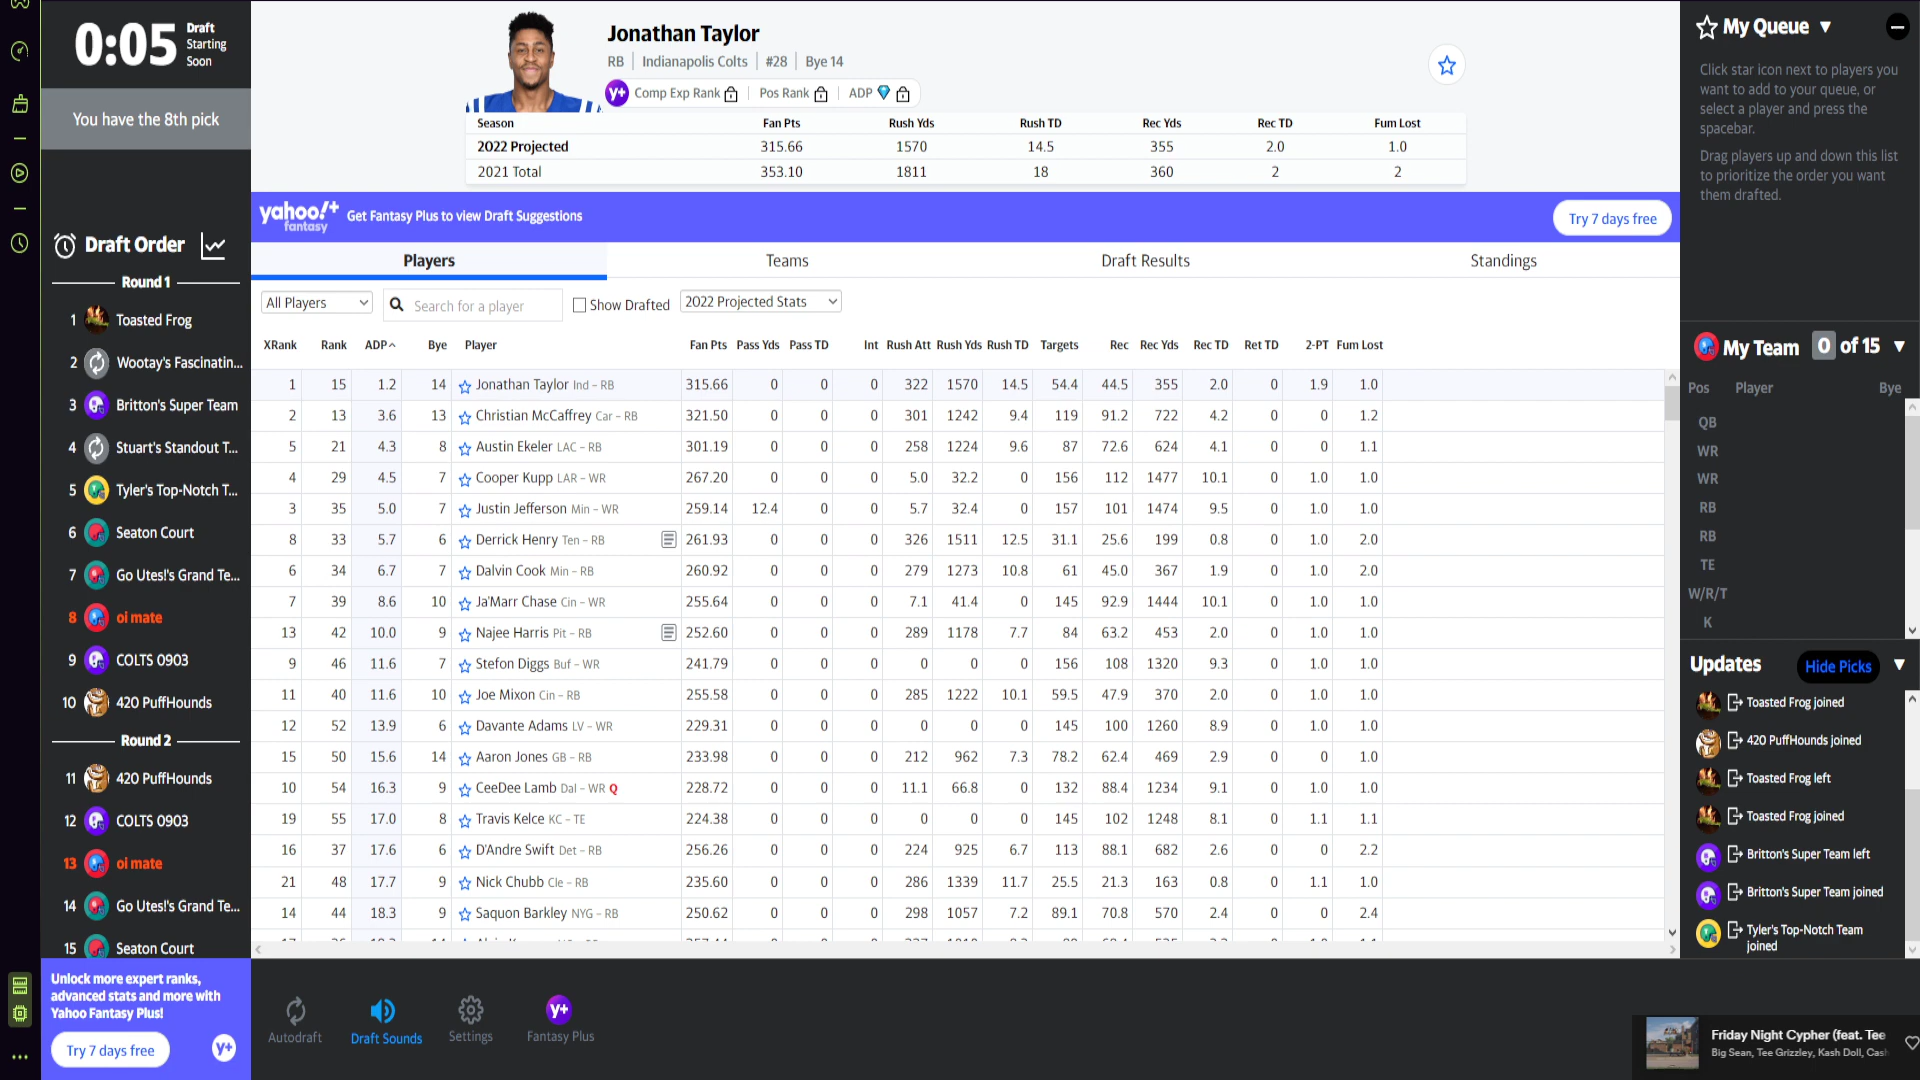 0:05
Draft
Starting
Soon
You have the 8th pick
Draft Order
Round 1
1 Toasted Frog
2 Wootay's Fascinatin...
3 Britton's Super Team
4 Stuart's Standout T...
5 Tyler's Top-Notch T...
6 Seaton Court
7 Go Utes!'s Grand Te...
8 oi mate
9 COLTS 0903
10 420 PuffHounds
Round 2
11 420 PuffHounds
12 COLTS 0903
13 oi mate
14 Go Utes!'s Grand Te...
15 Seaton Court
Unlock more expert ranks,
advanced stats and more with
Yahoo Fantasy Plus!
Try 7 days free
y+
Jonathan Taylor
RB Indianapolis Colts #28 Bye 14
y+ Comp Exp Rank Pos Rank ADP
Season Fan Pts Rush Yds Rush TD Rec Yds Rec TD Fum Lost
2022 Projected 315.66 1570 14.5 355 2.0 1.0
2021 Total 353.10 1811 18 360 2 2
yahoo!+
fantasy
Get Fantasy Plus to view Draft Suggestions
Try 7 days free
Players Teams Draft Results Standings
All Players Search for a player Show Drafted 2022 Projected Stats
XRank Rank ADP Bye Player Fan Pts Pass Yds Pass TD Int Rush Att Rush Yds Rush TD Targets Rec Rec Yds Rec TD Ret TD 2-PT Fum Lost
1 15 1.2 14 Jonathan Taylor Ind - RB 315.66 0 0 0 322 1570 14.5 54.4 44.5 355 2.0 0 1.9 1.0
2 13 3.6 13 Christian McCaffrey Car - RB 321.50 0 0 0 301 1242 9.4 119 91.2 722 4.2 0 0 1.2
5 21 4.3 8 Austin Ekeler LAC - RB 301.19 0 0 0 258 1224 9.6 87 72.6 624 4.1 0 0 1.1
4 29 4.5 7 Cooper Kupp LAR - WR 267.20 0 0 0 5.0 32.2 0 156 112 1477 10.1 0 1.0 1.0
3 35 5.0 7 Justin Jefferson Min - WR 259.14 12.4 0 0 5.7 32.4 0 157 101 1474 9.5 0 1.0 1.0
8 33 5.7 6 Derrick Henry Ten - RB 261.93 0 0 0 326 1511 12.5 31.1 25.6 199 0.8 0 1.0 2.0
6 34 6.7 7 Dalvin Cook Min - RB 260.92 0 0 0 279 1273 10.8 61 45.0 367 1.9 0 1.0 2.0
7 39 8.6 10 Ja'Marr Chase Cin - WR 255.64 0 0 0 7.1 41.4 0 145 92.9 1444 10.1 0 1.0 1.0
13 42 10.0 9 Najee Harris Pit - RB 252.60 0 0 0 289 1178 7.7 84 63.2 453 2.0 0 1.0 1.0
9 46 11.6 7 Stefon Diggs Buf - WR 241.79 0 0 0 0 0 0 156 108 1320 9.3 0 1.0 1.0
11 40 11.6 10 Joe Mixon Cin - RB 255.58 0 0 0 285 1222 10.1 59.5 47.9 370 2.0 0 1.0 1.0
12 52 13.9 6 Davante Adams LV - WR 229.31 0 0 0 0 0 0 145 100 1260 8.9 0 1.0 1.0
15 50 15.6 14 Aaron Jones GB - RB 233.98 0 0 0 212 962 7.3 78.2 62.4 469 2.9 0 0 1.0
10 54 16.3 9 CeeDee Lamb Dal - WR Q 228.72 0 0 0 11.1 66.8 0 132 88.4 1234 9.1 0 1.0 1.0
19 55 17.0 8 Travis Kelce KC - TE 224.38 0 0 0 0 0 0 145 102 1248 8.1 0 1.1 1.1
16 37 17.6 6 D'Andre Swift Det - RB 256.26 0 0 0 224 925 6.7 113 88.1 682 2.6 0 0 2.2
21 48 17.7 9 Nick Chubb Cle - RB 235.60 0 0 0 286 1339 11.7 25.5 21.3 163 0.8 0 1.1 1.0
14 44 18.3 9 Saquon Barkley NYG - RB 250.62 0 0 0 298 1057 7.2 89.1 70.8 570 2.4 0 0 2.4
Autodraft Draft Sounds Settings Fantasy Plus
y+
My Queue
Click star icon next to players you
want to add to your queue, or
select a player and press the
spacebar.
Drag players up and down this list
to prioritize the order you want
them drafted.
My Team 0 of 15
Pos Player Bye
QB
WR
WR
RB
RB
TE
W/R/T
K
Updates Hide Picks
Toasted Frog joined
420 PuffHounds joined
Toasted Frog left
Toasted Frog joined
Britton's Super Team left
Britton's Super Team joined
Tyler's Top-Notch Team
joined
Friday Night Cypher (feat. Tee
Big Sean, Tee Grizzley, Kash Doll, Cash